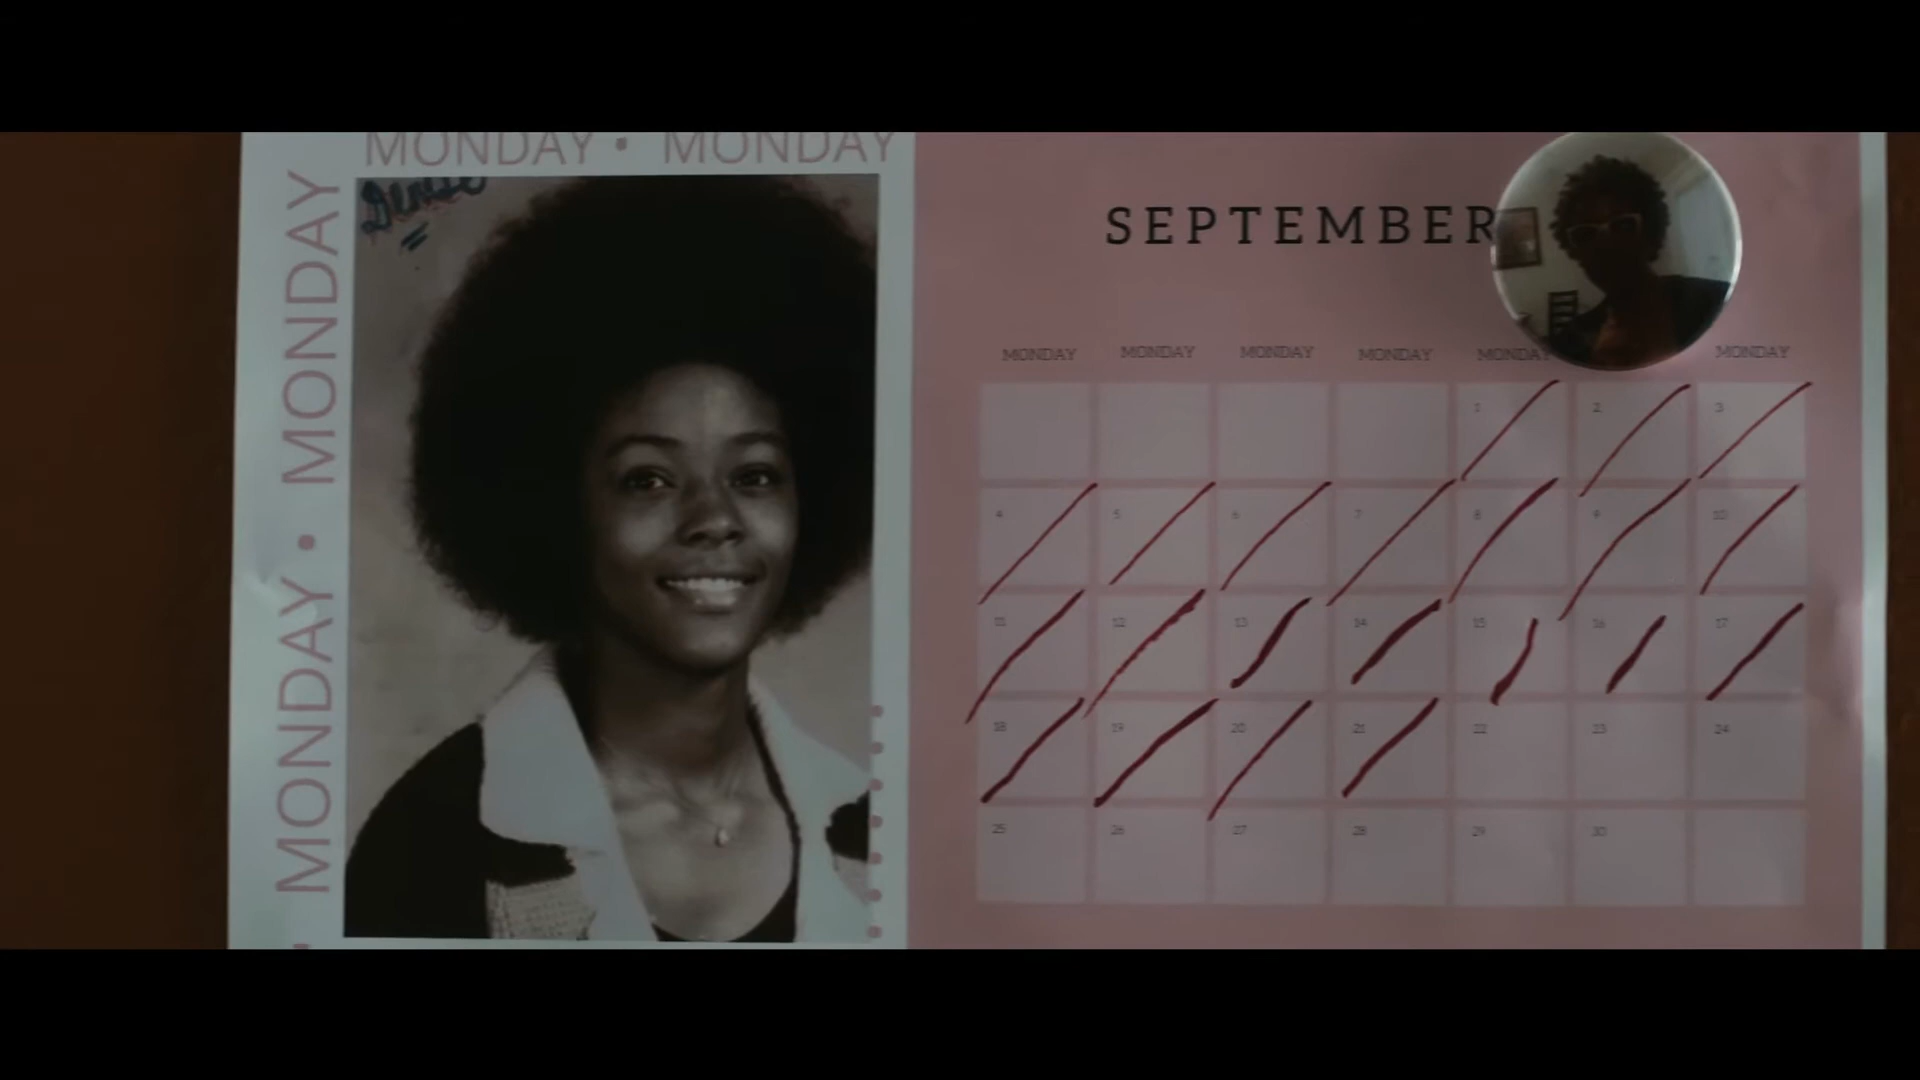 MONDAY • MONDAY
MONDAY • MONDAY • MONDAY
Denise
SEPTEMBER
MONDAY MONDAY MONDAY MONDAY MONDAY MONDAY
1 2 3
4 5 6 7 8 9 10
11 12 13 14 15 16 17
18 19 20 21 22 23 24
25 26 27 28 29 30